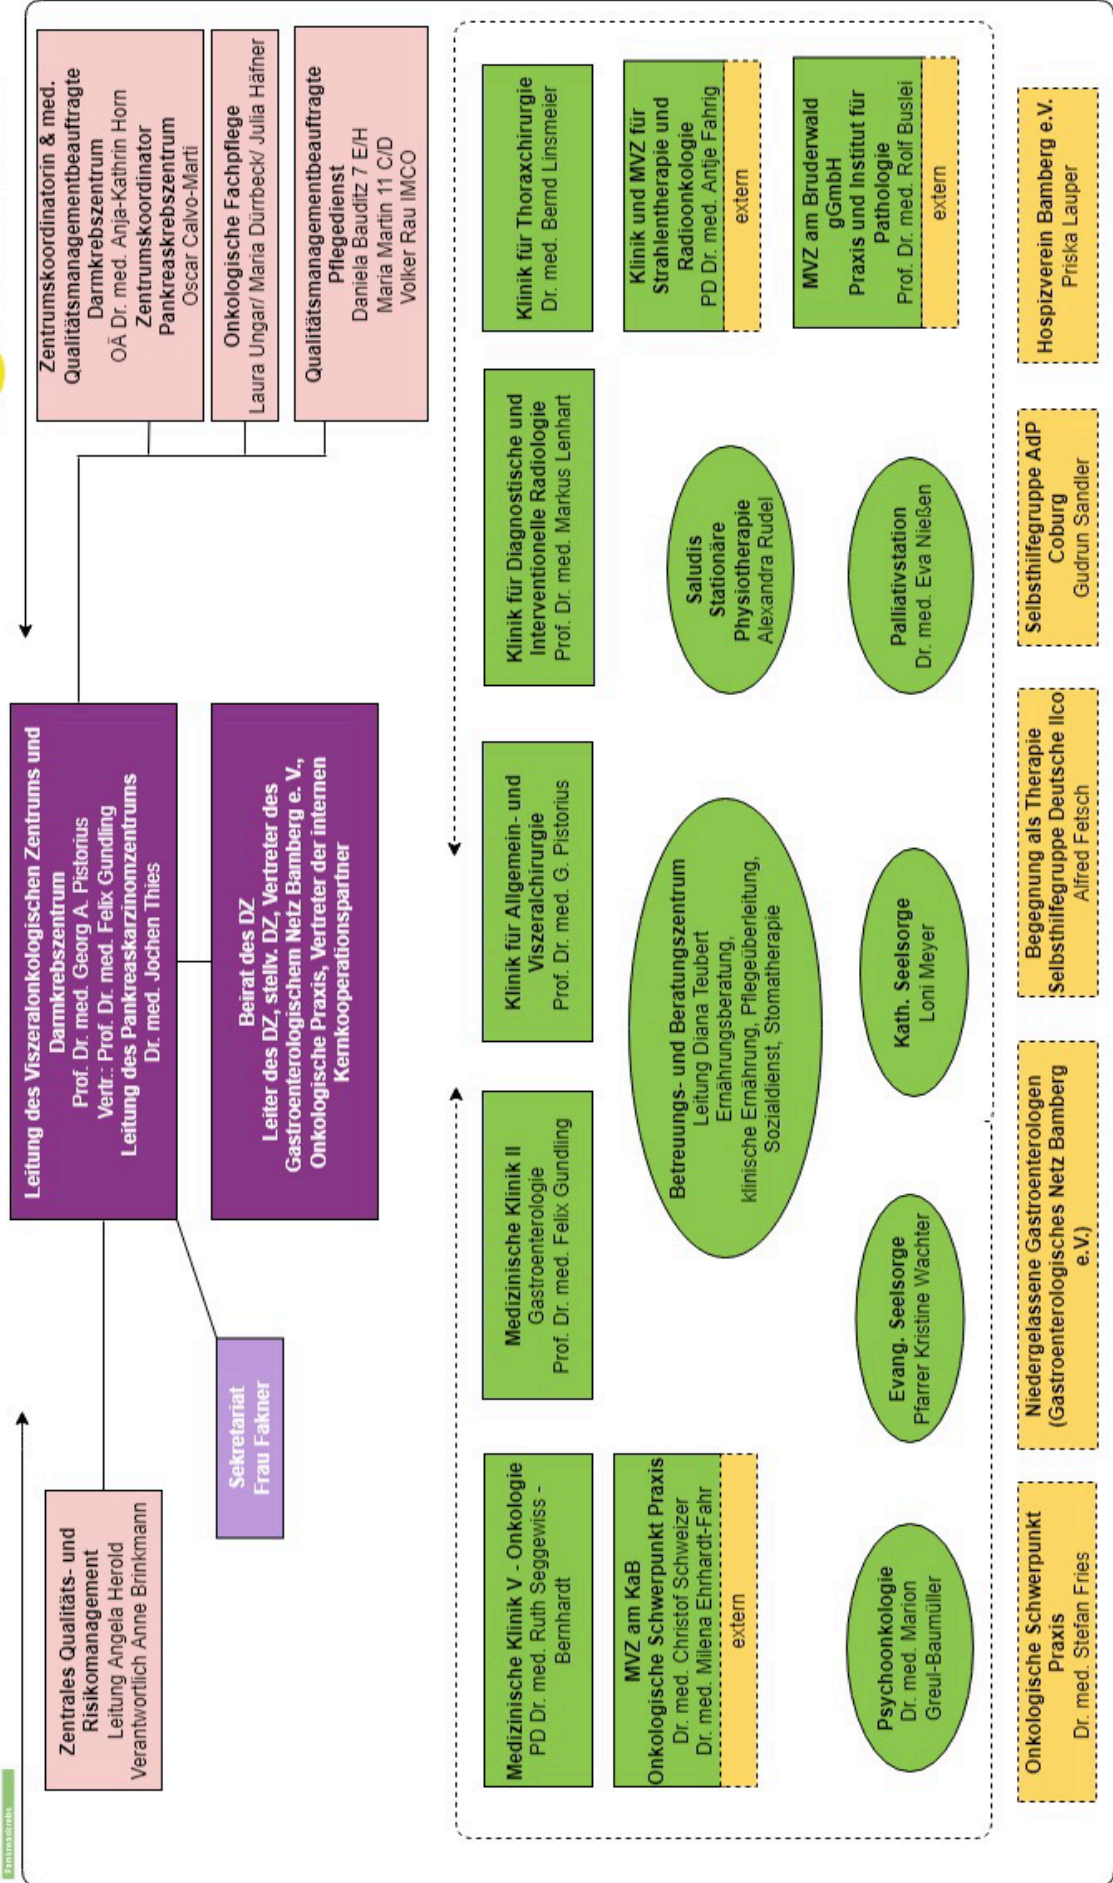 Pankreaskrebs
Zentrales Qualitäts- und
Risikomanagement
Leitung Angela Herold
Verantwortlich Anne Brinkmann
Leitung des Viszeralonkologischen Zentrums und
Darmkrebszentrum
Prof. Dr. med. Georg A. Pistorius
Vertr.: Prof. Dr. med. Felix Gundling
Leitung des Pankreaskarzinomzentrums
Dr. med. Jochen Thies
Zentrumskoordinatorin & med.
Qualitätsmanagementbeauftragte
Darmkrebszentrum
OÄ Dr. med. Anja-Kathrin Horn
Zentrumskoordinator
Pankreaskrebszentrum
Oscar Calvo-Marti
Onkologische Fachpflege
Laura Ungar/ Maria Dürrbeck/ Julia Häfner
Qualitätsmanagementbeauftragte
Pflegedienst
Daniela Bauditz 7 E/H
Maria Martin 11 C/D
Volker Rau IMCO
Sekretariat
Frau Fakner
Beirat des DZ
Leiter des DZ, stellv. DZ, Vertreter des
Gastroenterologischem Netz Bamberg e. V.,
Onkologische Praxis, Vertreter der internen
Kernkooperationspartner
Medizinische Klinik V - Onkologie
PD Dr. med. Ruth Seggewiss -
Bernhardt
Medizinische Klinik II
Gastroenterologie
Prof. Dr. med. Felix Gundling
Klinik für Allgemein- und
Viszeralchirurgie
Prof. Dr. med. G. Pistorius
Klinik für Diagnostische und
Interventionelle Radiologie
Prof. Dr. med. Markus Lenhart
Klinik für Thoraxchirurgie
Dr. med. Bernd Linsmeier
MVZ am KaB
Onkologische Schwerpunkt Praxis
Dr. med. Christof Schweizer
Dr. med. Milena Ehrhardt-Fahr
extern
Betreuungs- und Beratungszentrum
Leitung Diana Teubert
Ernährungsberatung,
klinische Ernährung, Pflegeüberleitung,
Sozialdienst, Stomatherapie
Saludis
Stationäre
Physiotherapie
Alexandra Rudel
Klinik und MVZ für
Strahlentherapie und
Radioonkologie
PD Dr. med. Antje Fahrig
extern
Psychoonkologie
Dr. med. Marion
Greul-Baumüller
Evang. Seelsorge
Pfarrer Kristine Wachter
Kath. Seelsorge
Loni Meyer
Palliativstation
Dr. med. Eva Nießen
MVZ am Bruderwald
gGmbH
Praxis und Institut für
Pathologie
Prof. Dr. med. Rolf Buslei
extern
Onkologische Schwerpunkt
Praxis
Dr. med. Stefan Fries
Niedergelassene Gastroenterologen
(Gastroenterologisches Netz Bamberg
e.V.)
Begegnung als Therapie
Selbsthilfegruppe Deutsche Ilco
Alfred Fetsch
Selbsthilfegruppe AdP
Coburg
Gudrun Sandler
Hospizverein Bamberg e.V.
Priska Lauper